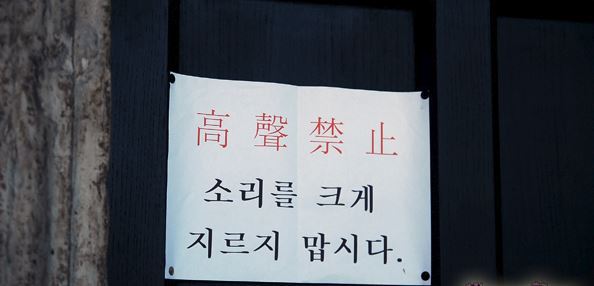 高聲禁止
소리를 크게
지르지 맙시다.